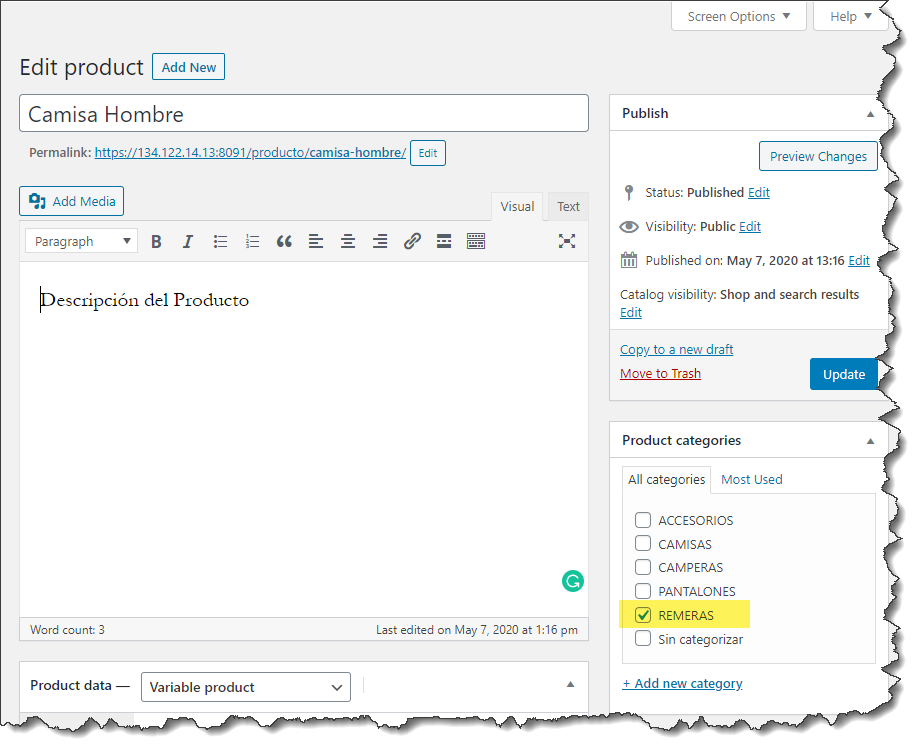 Screen Options ▼ Help ▼
Edit product Add New
Camisa Hombre
Permalink: https://134.122.14.13:8091/producto/camisa-hombre/ Edit
Add Media
Visual Text
Paragraph
Descripción del Producto
Word count: 3 Last edited on May 7, 2020 at 1:16 pm
Product data — Variable product
Publish
Preview Changes
Status: Published Edit
Visibility: Public Edit
Published on: May 7, 2020 at 13:16 Edit
Catalog visibility: Shop and search results
Edit
Copy to a new draft
Move to Trash
Update
Product categories
All categories Most Used
ACCESORIOS
CAMISAS
CAMPERAS
PANTALONES
REMERAS
Sin categorizar
+ Add new category